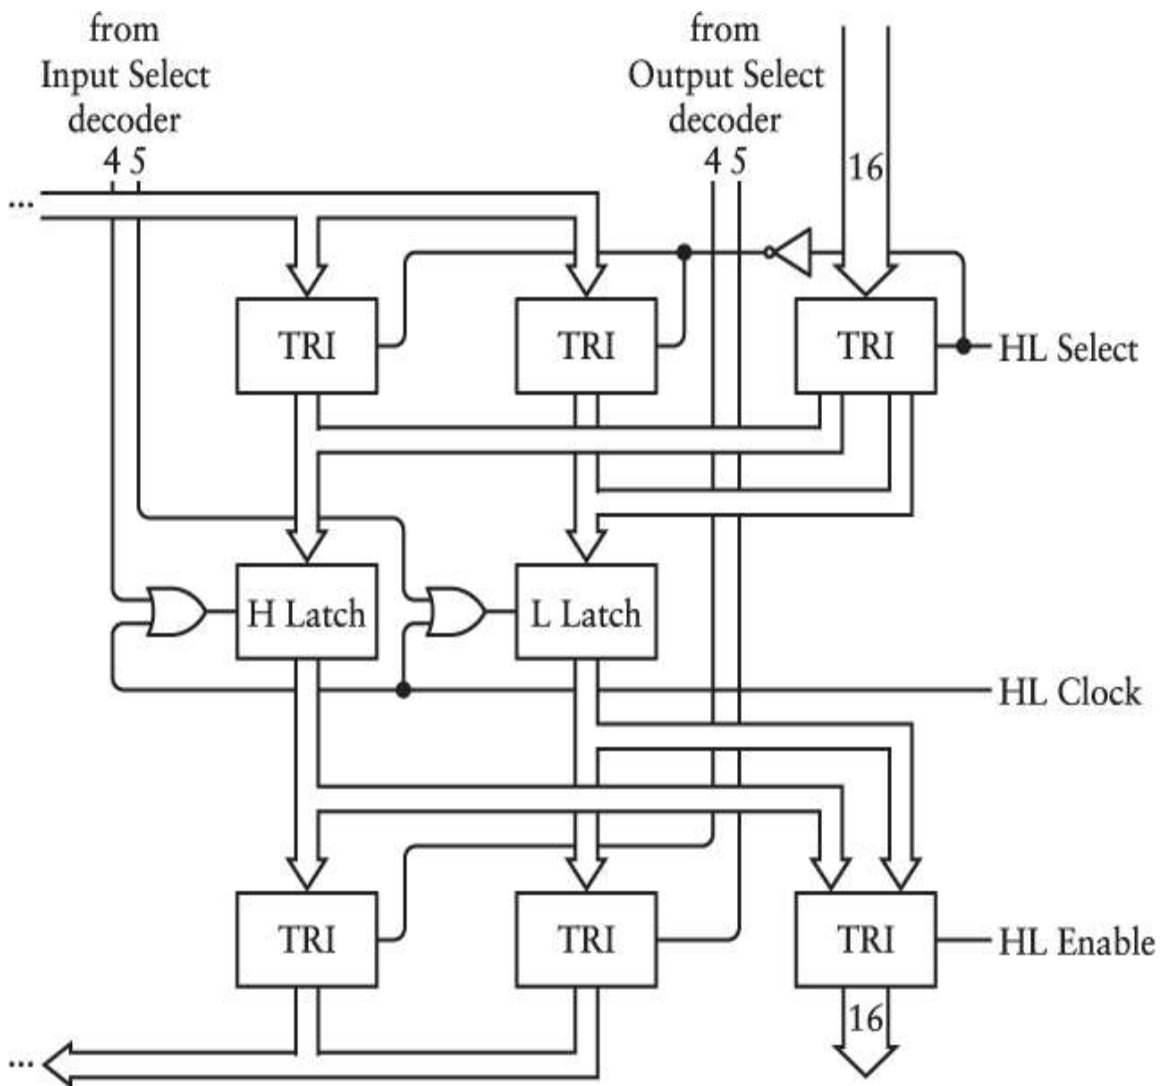 from
Input Select
decoder
4 5
from
Output Select
decoder
4 5
16
...
TRI
TRI
TRI
HL Select
H Latch
L Latch
HL Clock
TRI
TRI
TRI
HL Enable
16
...